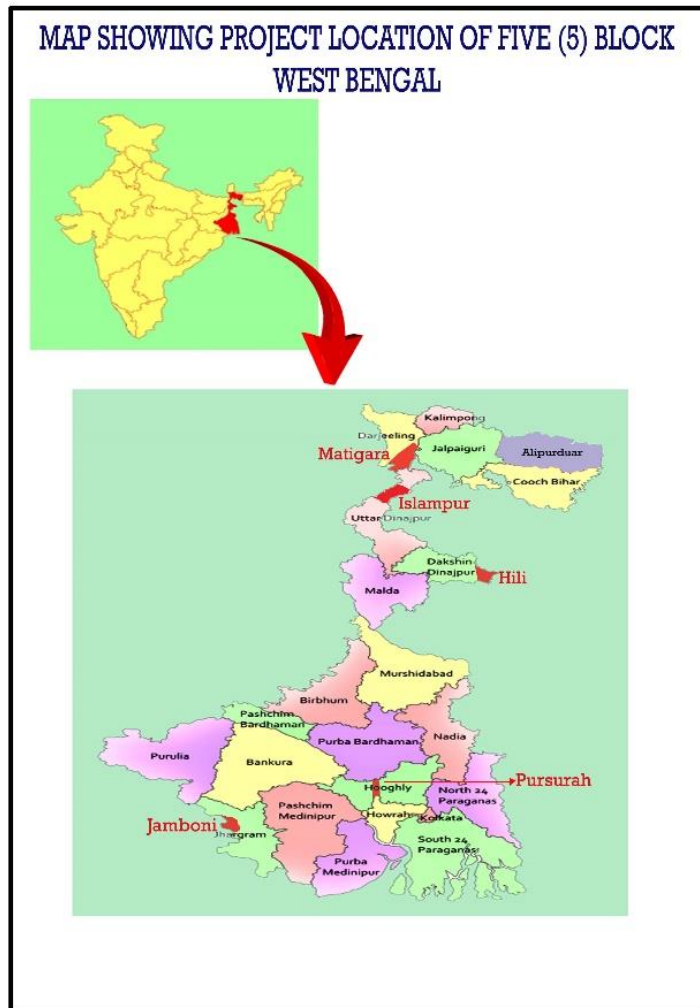 MAP SHOWING PROJECT LOCATION OF FIVE (5) BLOCK
WEST BENGAL
Kalimpong
Darjeeling
Matigara
Jalpaiguri
Alipurduar
Cooch Bihar
Islampur
Uttar Dinajpur
Dakshin
Dinajpur
Hili
Malda
Murshidabad
Birbhum
Pashchim
Bardhaman
Purba Bardhaman
Nadia
Purulia
Bankura
Hooghly
Pursurah
North 24
Paraganas
Pashchim
Medinipur
Howrah
Kolkata
Jamboni
Jhargram
South 24
Paraganas
Purba
Medinipur